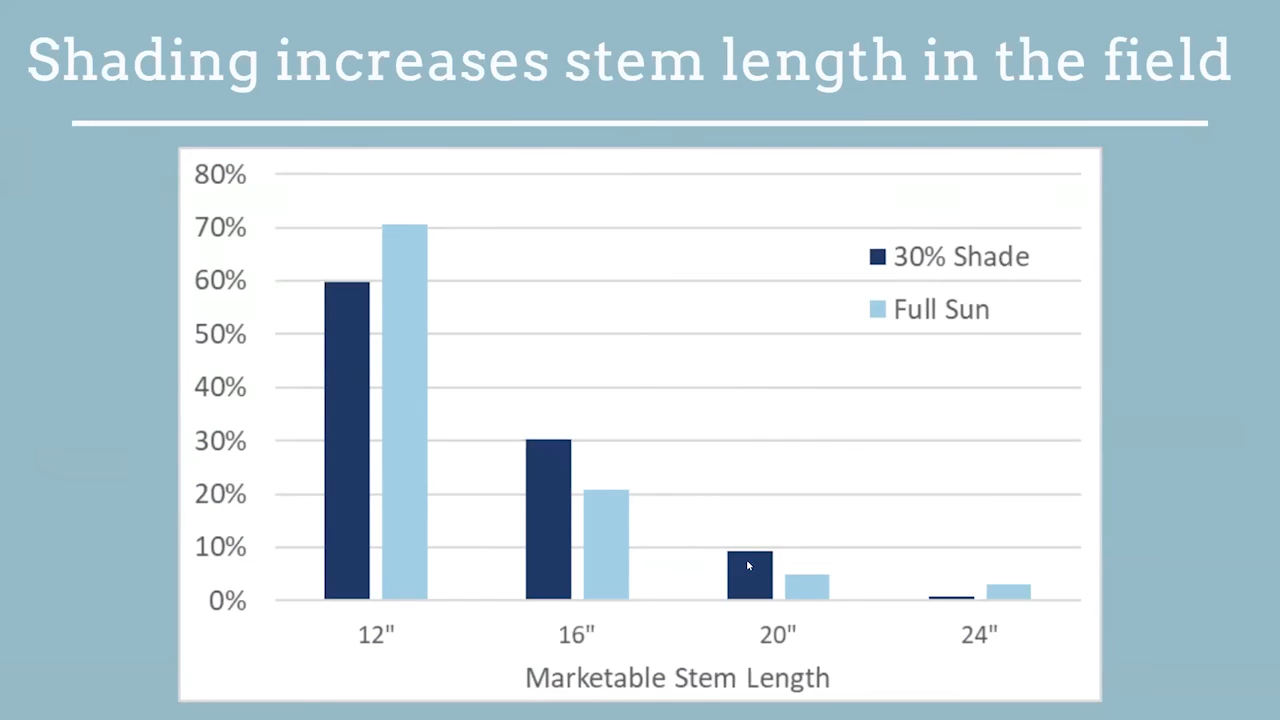 Shading increases stem length in the field
80%
70%
60%
50%
40%
30%
20%
10%
0%
30% Shade
Full Sun
12" 16" 20" 24"
Marketable Stem Length